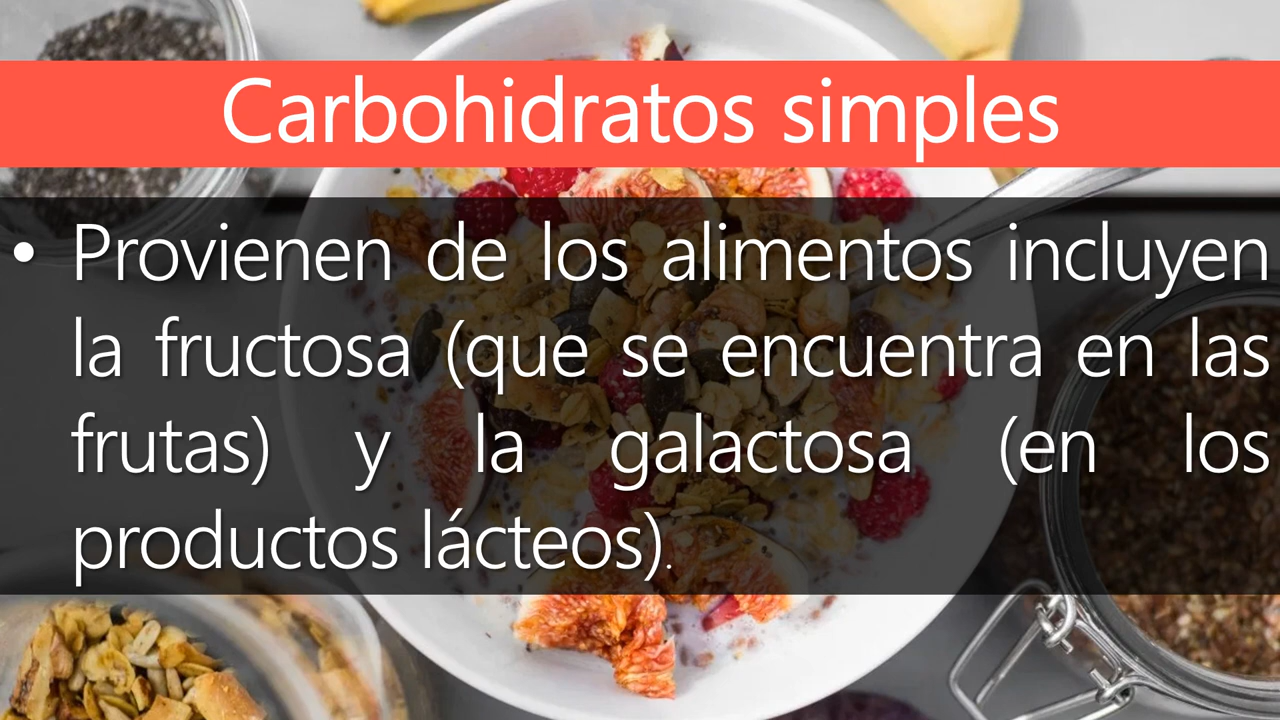 Carbohidratos simples
• Provienen de los alimentos incluyen
la fructosa (que se encuentra en las
frutas) y la galactosa (en los
productos lácteos).